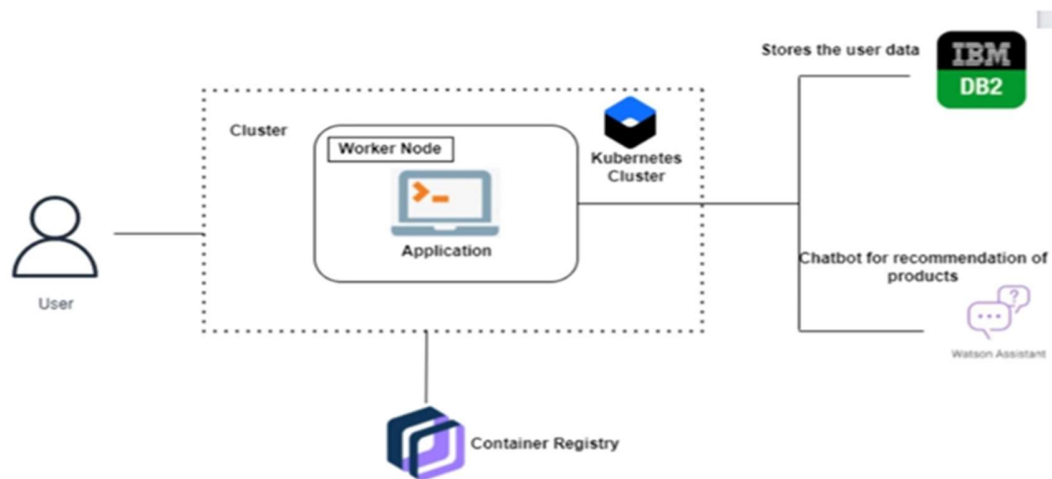 Stores the user data
IBM
DB2
Cluster
Worker Node
Kubernetes
Cluster
Application
User
Chatbot for recommendation of
products
?
Watson Assistant
Container Registry